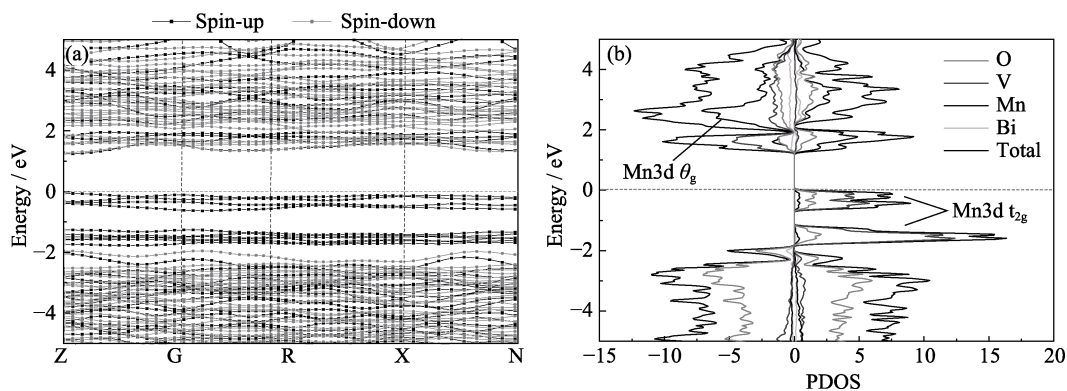 Spin-up Spin-down
(a)
4
2
0
−2
−4
Energy / eV
Z G R X N
(b)
O
V
Mn
Bi
Total
Mn3d θg
Mn3d t2g
4
2
0
−2
−4
Energy / eV
−15 −10 −5 0 5 10 15 20
PDOS